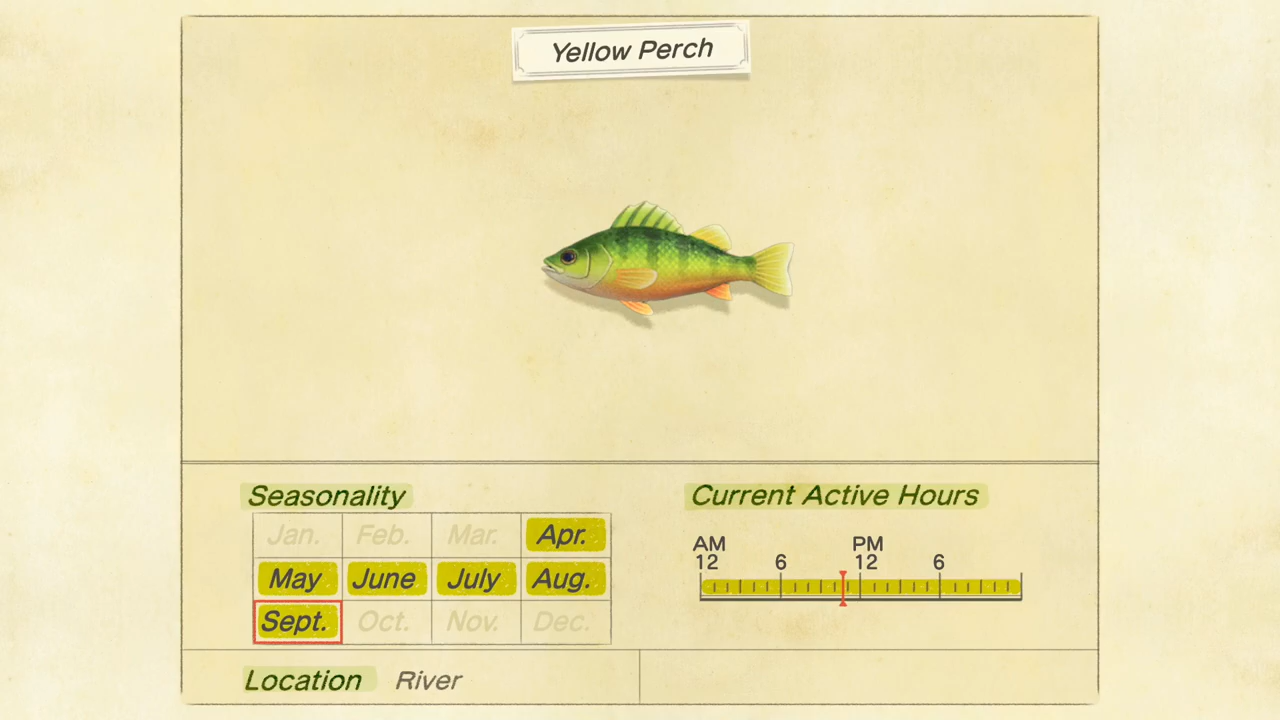 Yellow Perch
Seasonality
Jan. Feb. Mar. Apr.
May June July Aug.
Sept. Oct. Nov. Dec.
Current Active Hours
AM PM
12 6 12 6
Location River